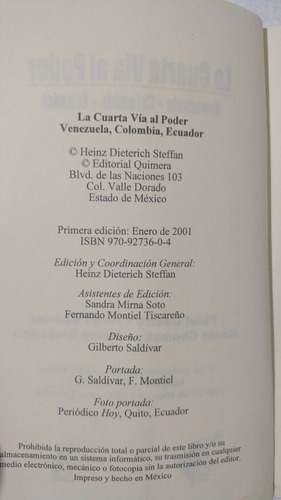 La Cuarta Vía al Poder
Venezuela, Colombia, Ecuador
© Heinz Dieterich Steffan
© Editorial Quimera
Blvd. de las Naciones 103
Col. Valle Dorado
Estado de México
Primera edición: Enero de 2001
ISBN 970-92736-0-4
Edición y Coordinación General:
Heinz Dieterich Steffan
Asistentes de Edición:
Sandra Mirna Soto
Fernando Montiel Tiscareño
Diseño:
Gilberto Saldívar
Portada:
G. Saldívar, F. Montiel
Foto portada:
Periódico Hoy, Quito, Ecuador
Prohibida la reproducción total o parcial de este libro y/o su
almacenamiento en un sistema informático, su trasmisión en cualquier
medio electrónico, mecánico o fotocopia sin la autorización del editor.
Impreso y hecho en México